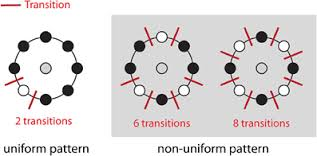 Transition
2 transitions
6 transitions
8 transitions
uniform pattern
non-uniform pattern